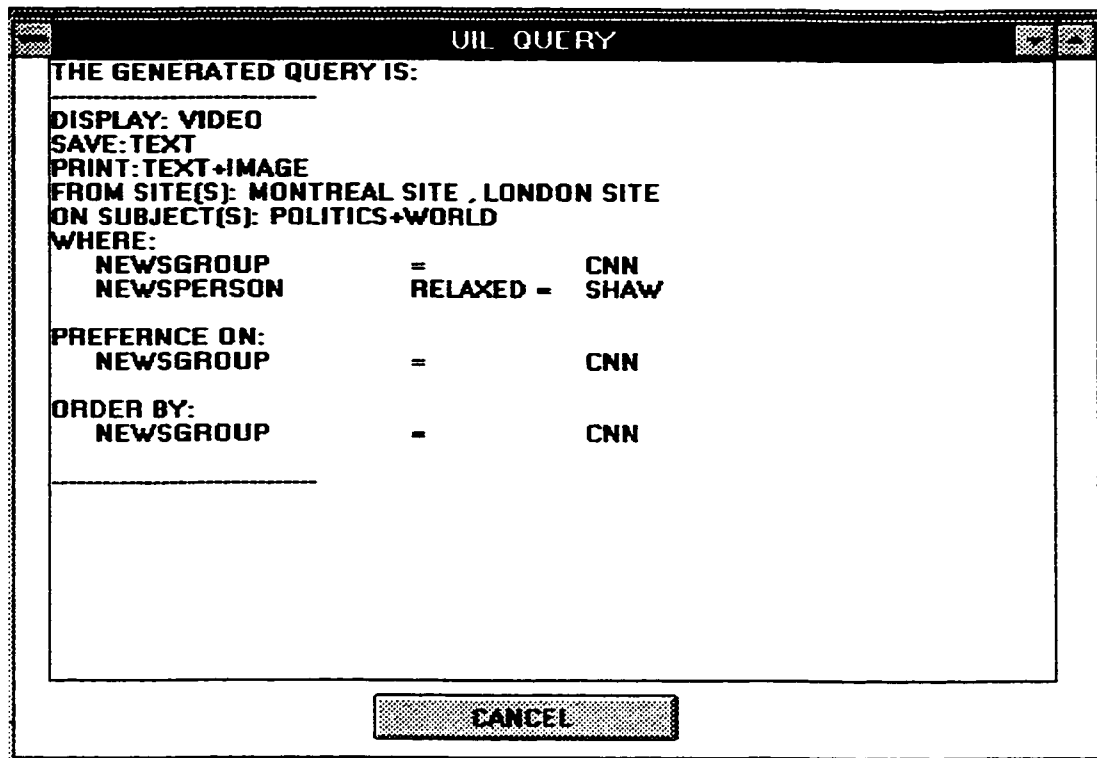 VIL QUERY
THE GENERATED QUERY IS:
DISPLAY: VIDEO
SAVE:TEXT
PRINT:TEXT+IMAGE
FROM SITE(S): MONTREAL SITE , LONDON SITE
ON SUBJECT(S): POLITICS+WORLD
WHERE:
NEWSGROUP = CNN
NEWSPERSON RELAXED = SHAW
PREFERNCE ON:
NEWSGROUP = CNN
ORDER BY:
NEWSGROUP = CNN
CANCEL